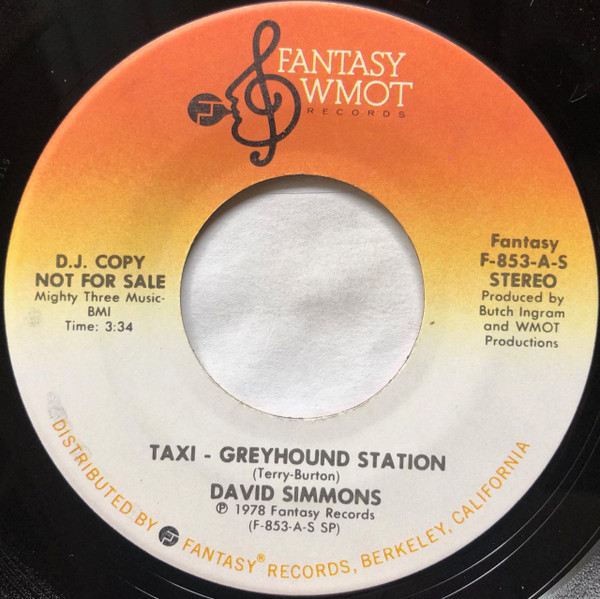 FANTASY
WMOT
RECORDS
D.J. COPY
NOT FOR SALE
Mighty Three Music-
BMI
Time: 3:34
Fantasy
F-853-A-S
STEREO
Produced by
Butch Ingram
and WMOT
Productions
TAXI - GREYHOUND STATION
(Terry-Burton)
DAVID SIMMONS
℗ 1978 Fantasy Records
(F-853-A-S SP)
DISTRIBUTED BY FANTASY® RECORDS, BERKELEY, CALIFORNIA